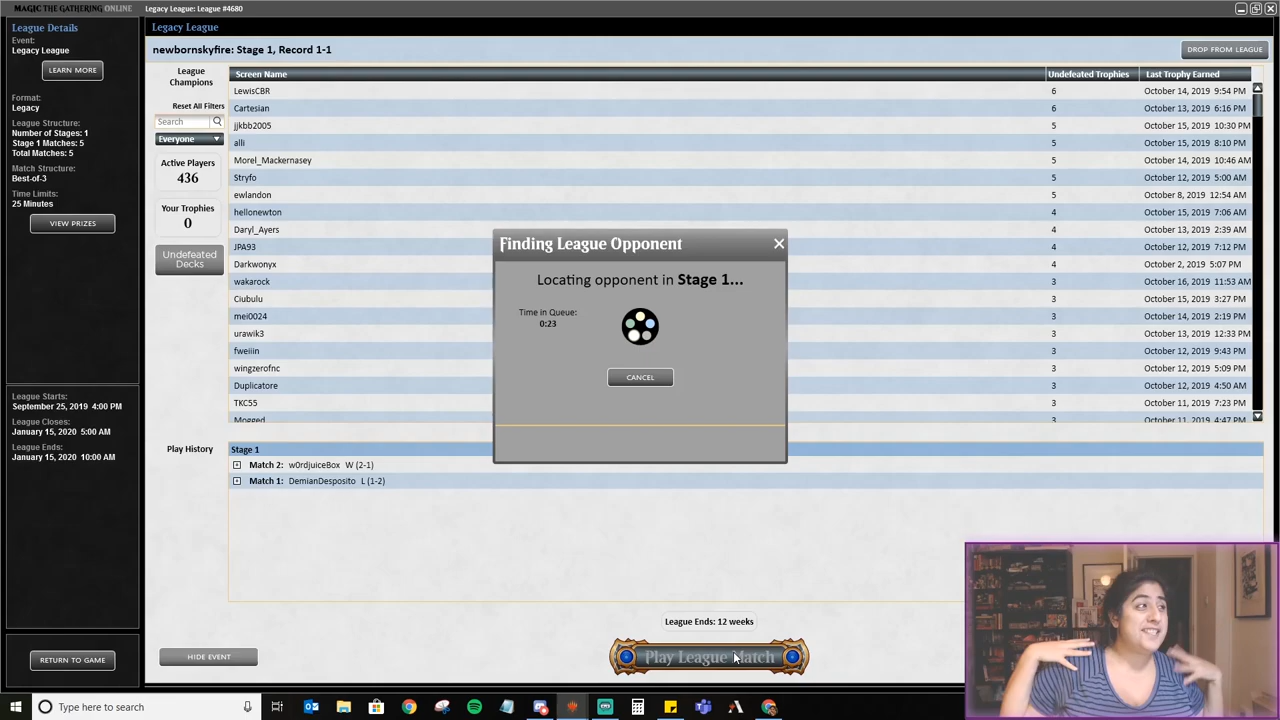 MAGIC THE GATHERING ONLINE
Legacy League: League #4680
League Details
Event:
Legacy League
LEARN MORE
Format:
Legacy
League Structure:
Number of Stages: 1
Stage 1 Matches: 5
Total Matches: 5
Match Structure:
Best-of-3
Time Limits:
25 Minutes
VIEW PRIZES
League Starts:
September 25, 2019 4:00 PM
League Closes:
January 15, 2020 5:00 AM
League Ends:
January 15, 2020 10:00 AM
RETURN TO GAME
Legacy League
newbornskyfire: Stage 1, Record 1-1
DROP FROM LEAGUE
League Champions
Reset All Filters
Search
Everyone
Active Players
436
Your Trophies
0
Undefeated Decks
Screen Name Undefeated Trophies Last Trophy Earned
LewisCBR 6 October 14, 2019 9:54 PM
Cartesian 6 October 13, 2019 6:16 PM
jjkbb2005 5 October 15, 2019 10:30 PM
alli 5 October 15, 2019 8:10 PM
Morel_Mackernasey 5 October 14, 2019 10:46 AM
Stryfo 5 October 12, 2019 5:00 AM
ewlandon 5 October 8, 2019 12:54 AM
hellonewton 4 October 15, 2019 7:06 AM
Daryl_Ayers 4 October 13, 2019 2:39 AM
JPA93 4 October 12, 2019 7:12 PM
Darkwonyx 4 October 2, 2019 5:07 PM
wakarock 3 October 16, 2019 11:53 AM
Ciubulu 3 October 15, 2019 3:27 PM
mei0024 3 October 14, 2019 2:19 PM
urawik3 3 October 13, 2019 12:33 PM
fweiiin 3 October 12, 2019 9:43 PM
wingzerofnc 3 October 12, 2019 5:09 PM
Duplicatore 3 October 12, 2019 4:50 AM
TKC55 3 October 11, 2019 7:23 PM
Mogged 3 October 11, 2019 4:47 PM
Finding League Opponent
Locating opponent in Stage 1...
Time in Queue:
0:23
CANCEL
Play History
Stage 1
Match 2: w0rdjuiceBox W (2-1)
Match 1: DemianDesposito L (1-2)
League Ends: 12 weeks
HIDE EVENT
Play League Match
Type here to search